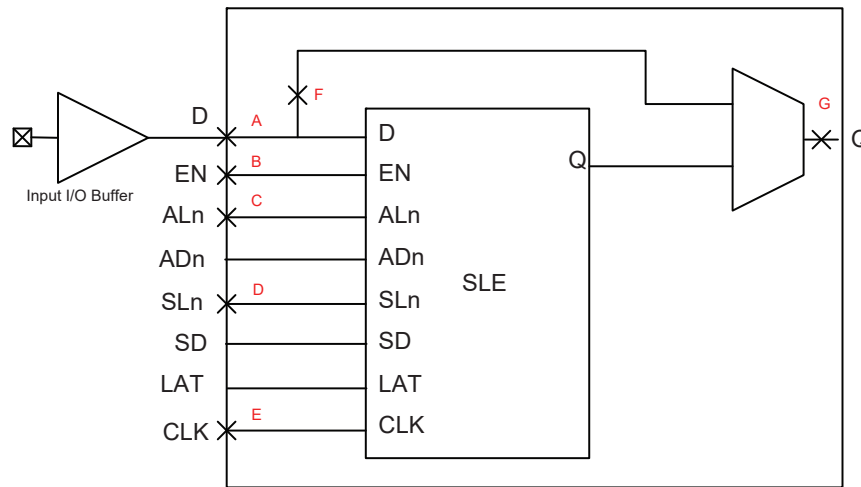 F
G
D
A
D
Q
Q
Input I/O Buffer
EN
B
EN
ALn
C
ALn
ADn
ADn
SLE
SLn
D
SLn
SD
SD
LAT
LAT
CLK
E
CLK